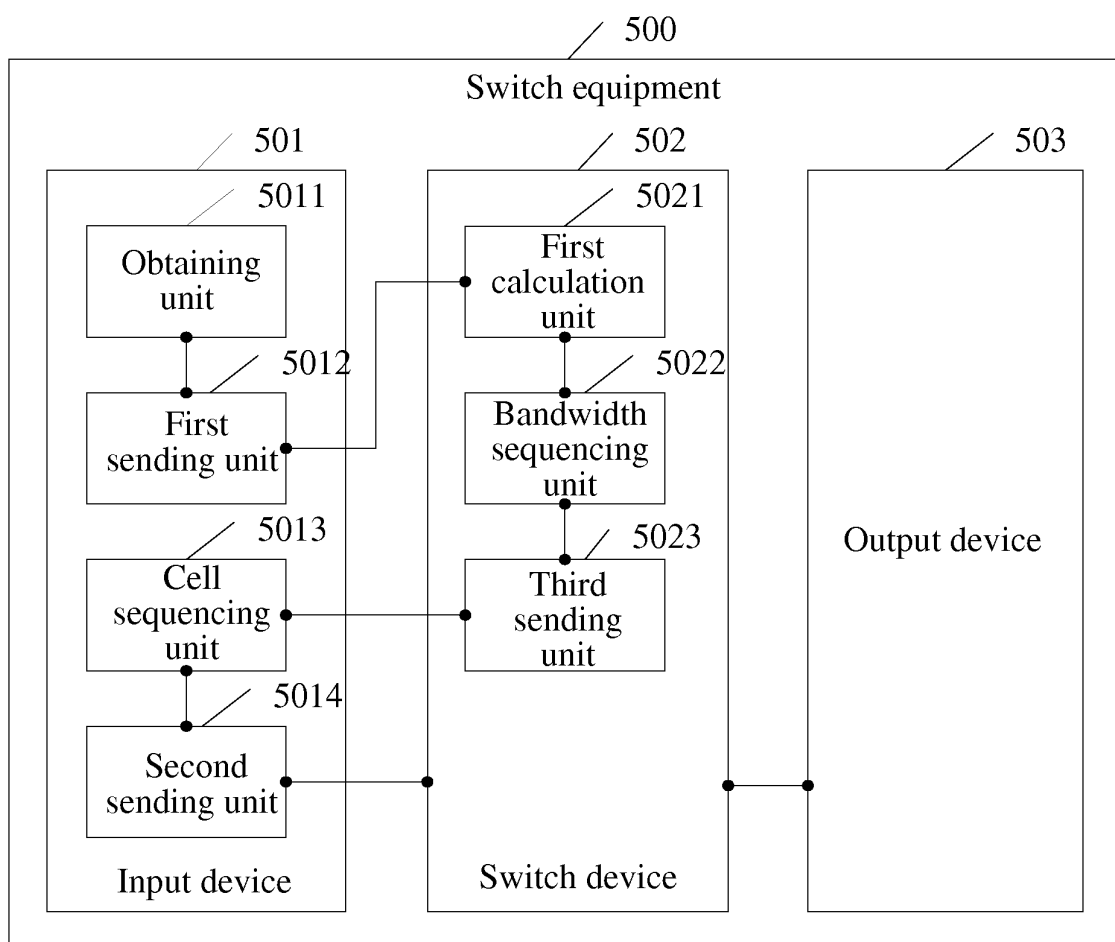 500
Switch equipment
501
502
503
5011
Obtaining
unit
5012
First
sending unit
5013
Cell
sequencing
unit
5014
Second
sending unit
Input device
5021
First
calculation
unit
5022
Bandwidth
sequencing
unit
5023
Third
sending
unit
Switch device
Output device